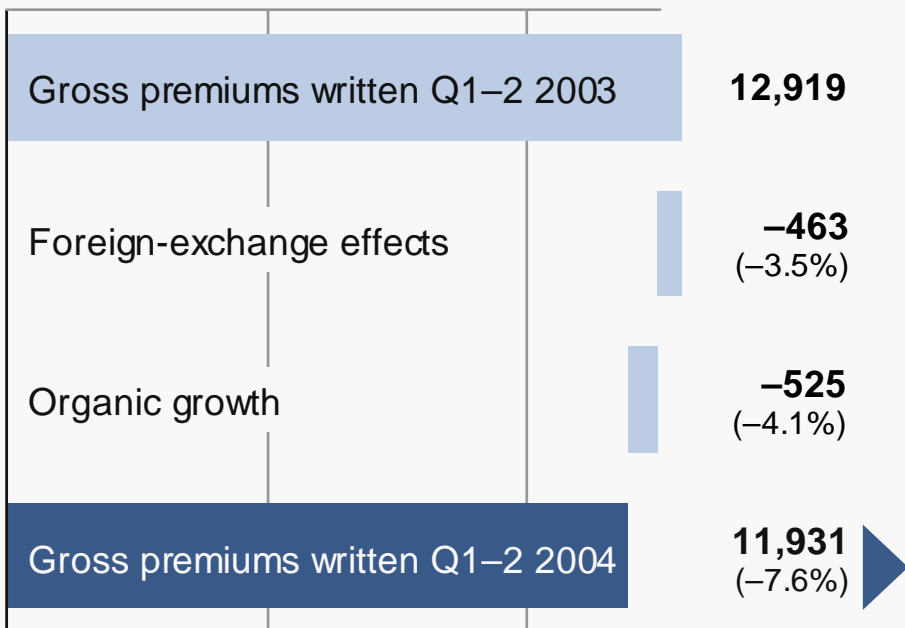 Gross premiums written Q1–2 2003
12,919
Foreign-exchange effects
–463
(–3.5%)
Organic growth
–525
(–4.1%)
Gross premiums written Q1–2 2004
11,931
(–7.6%)